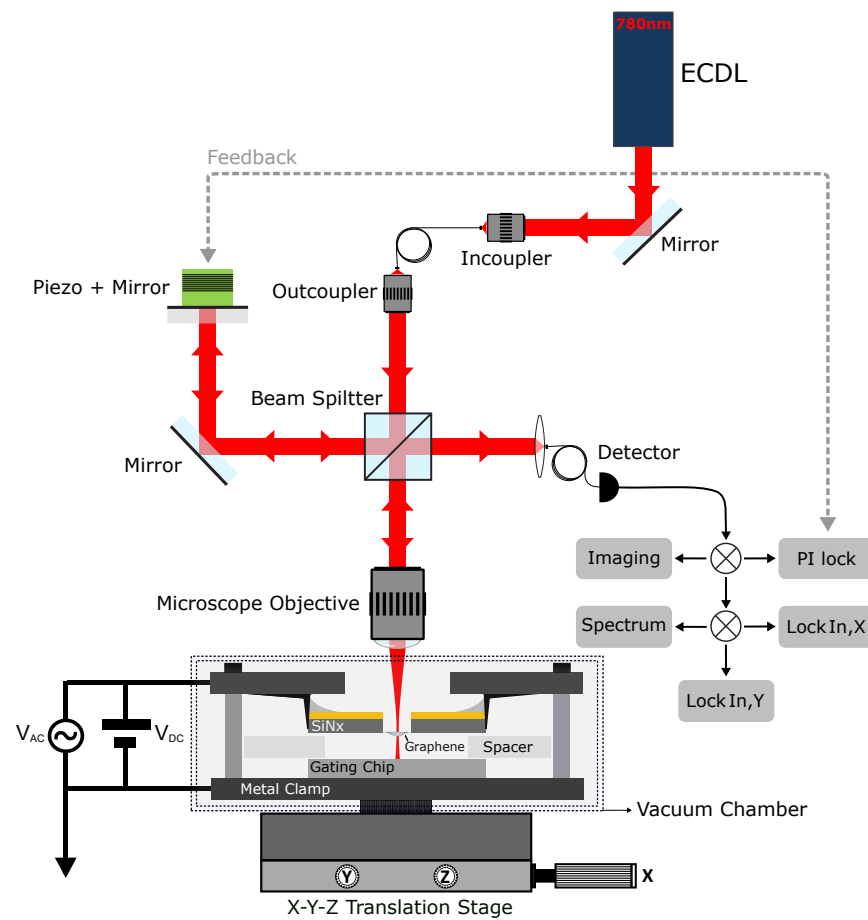 780nm
ECDL
Feedback
Mirror
Incoupler
Piezo + Mirror
Outcoupler
Beam Spiltter
Mirror
Detector
Imaging
PI lock
Microscope Objective
Spectrum
Lock In,X
Lock In,Y
VAC
VDC
SiNx
Graphene
Spacer
Gating Chip
Metal Clamp
Vacuum Chamber
Y
Z
X
X-Y-Z Translation Stage